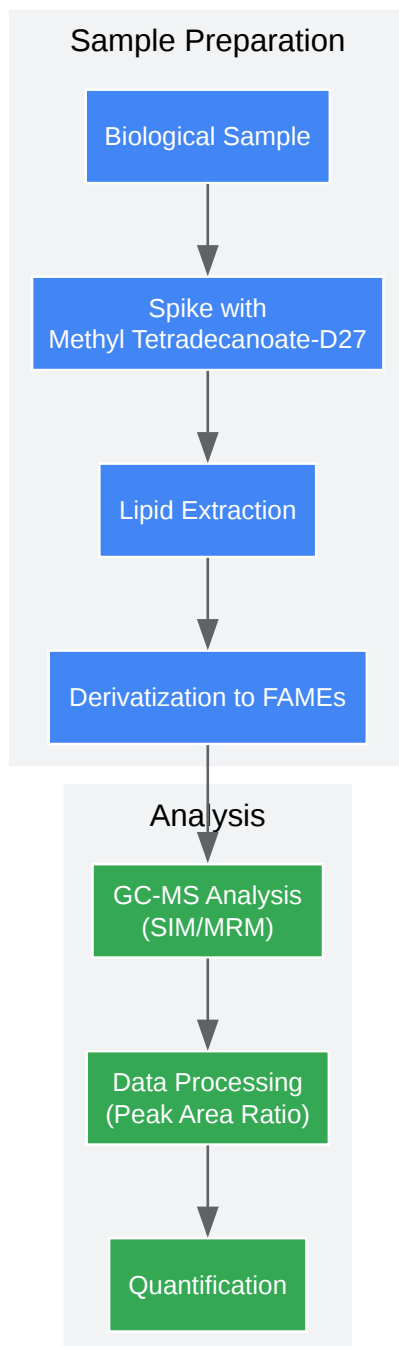 Sample Preparation
Biological Sample
Spike with
Methyl Tetradecanoate-D27
Lipid Extraction
Derivatization to FAMEs
Analysis
GC-MS Analysis
(SIM/MRM)
Data Processing
(Peak Area Ratio)
Quantification